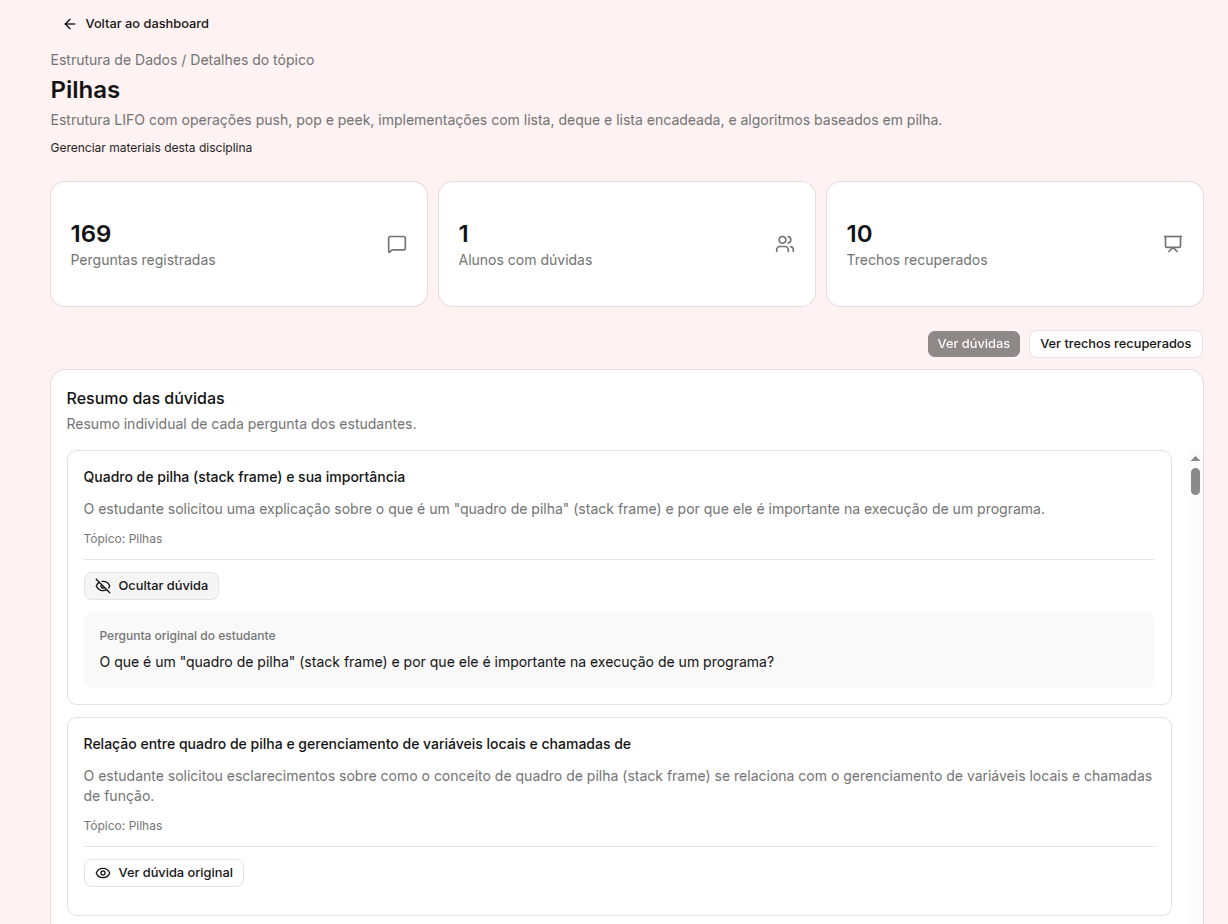 Voltar ao dashboard
Estrutura de Dados / Detalhes do tópico
Pilhas
Estrutura LIFO com operações push, pop e peek, implementações com lista, deque e lista encadeada, e algoritmos baseados em pilha.
Gerenciar materiais desta disciplina
169
Perguntas registradas
1
Alunos com dúvidas
10
Trechos recuperados
Ver dúvidas
Ver trechos recuperados
Resumo das dúvidas
Resumo individual de cada pergunta dos estudantes.
Quadro de pilha (stack frame) e sua importância
O estudante solicitou uma explicação sobre o que é um "quadro de pilha" (stack frame) e por que ele é importante na execução de um programa.
Tópico: Pilhas
Ocultar dúvida
Pergunta original do estudante
O que é um "quadro de pilha" (stack frame) e por que ele é importante na execução de um programa?
Relação entre quadro de pilha e gerenciamento de variáveis locais e chamadas de
O estudante solicitou esclarecimentos sobre como o conceito de quadro de pilha (stack frame) se relaciona com o gerenciamento de variáveis locais e chamadas
de função.
Tópico: Pilhas
Ver dúvida original